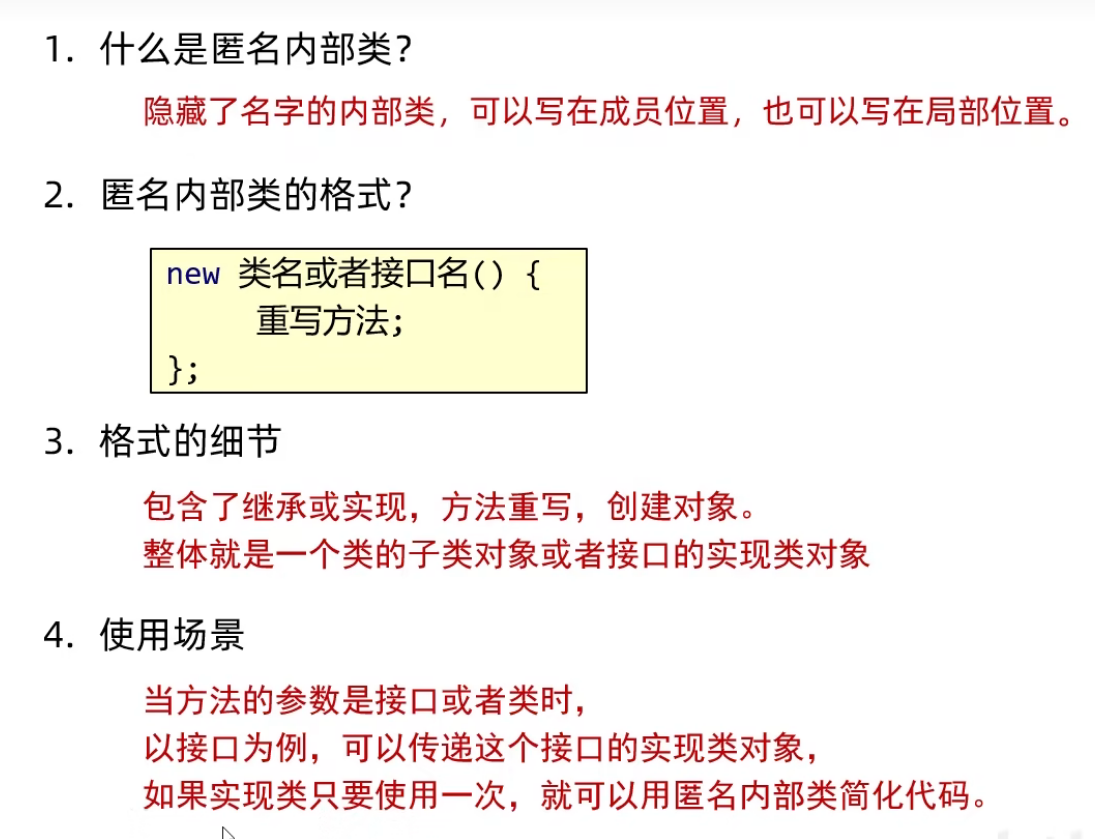 1. 什么是匿名内部类？
隐藏了名字的内部类，可以写在成员位置，也可以写在局部位置。
2. 匿名内部类的格式？
new 类名或者接口名() {
重写方法;
};
3. 格式的细节
包含了继承或实现，方法重写，创建对象。
整体就是一个类的子类对象或者接口的实现类对象
4. 使用场景
当方法的参数是接口或者类时，
以接口为例，可以传递这个接口的实现类对象，
如果实现类只要使用一次，就可以用匿名内部类简化代码。